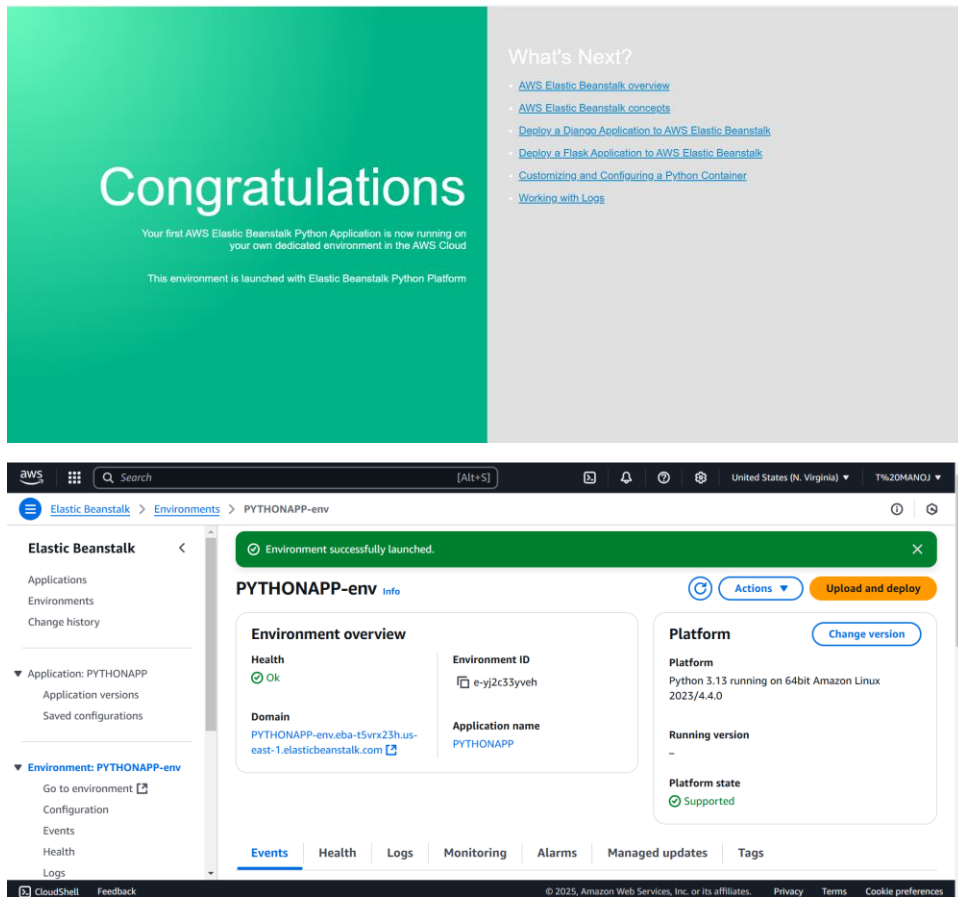 Congratulations
Your first AWS Elastic Beanstalk Python Application is now running on
your own dedicated environment in the AWS Cloud
This environment is launched with Elastic Beanstalk Python Platform
What's Next?
AWS Elastic Beanstalk overview
AWS Elastic Beanstalk concepts
Deploy a Django Application to AWS Elastic Beanstalk
Deploy a Flask Application to AWS Elastic Beanstalk
Customizing and Configuring a Python Container
Working with Logs
aws
Search
[Alt+S]
United States (N. Virginia)
T%20MANOJ
Elastic Beanstalk > Environments > PYTHONAPP-env
Elastic Beanstalk
Applications
Environments
Change history
Application: PYTHONAPP
Application versions
Saved configurations
Environment: PYTHONAPP-env
Go to environment
Configuration
Events
Health
Logs
Environment successfully launched.
PYTHONAPP-env Info
Actions
Upload and deploy
Environment overview
Health
Ok
Domain
PYTHONAPP-env.eba-t5vrx23h.us-
east-1.elasticbeanstalk.com
Environment ID
e-yj2c33yveh
Application name
PYTHONAPP
Platform
Change version
Platform
Python 3.13 running on 64bit Amazon Linux
2023/4.4.0
Running version
–
Platform state
Supported
Events Health Logs Monitoring Alarms Managed updates Tags
CloudShell Feedback
© 2025, Amazon Web Services, Inc. or its affiliates. Privacy Terms Cookie preferences